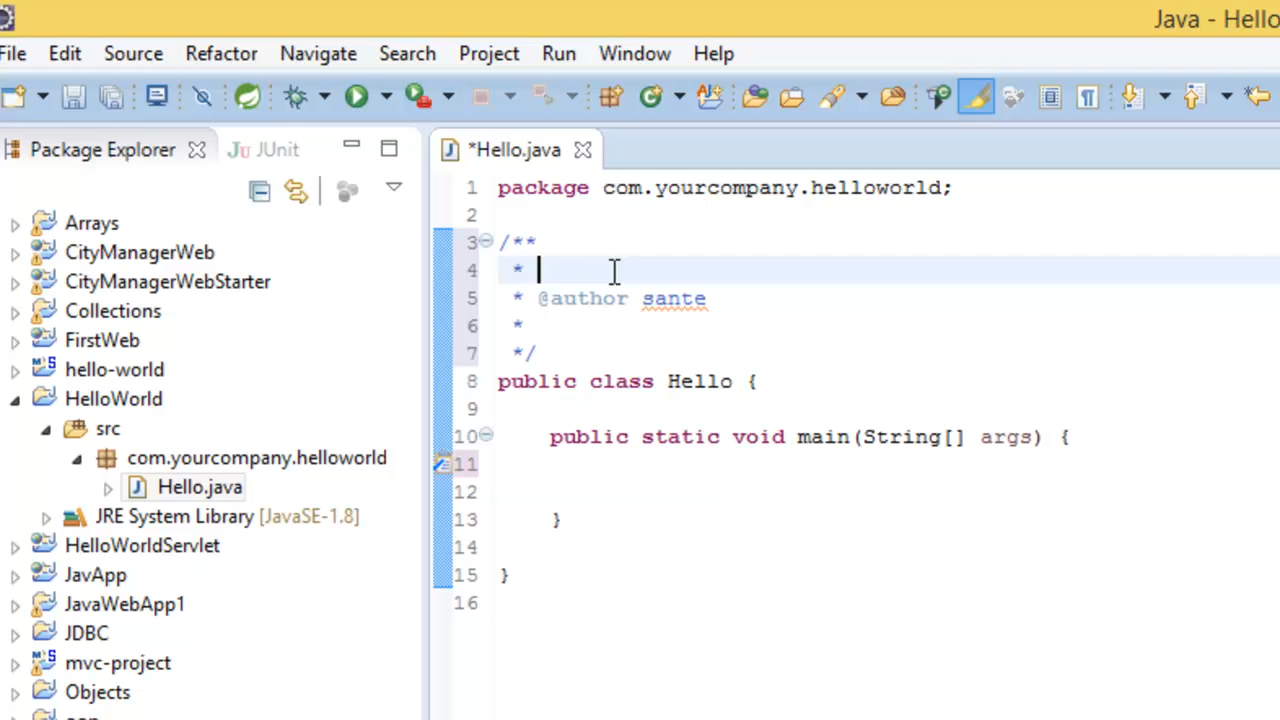 Java - Hello
File Edit Source Refactor Navigate Search Project Run Window Help
Package Explorer JUnit
*Hello.java
Arrays
CityManagerWeb
CityManagerWebStarter
Collections
FirstWeb
hello-world
HelloWorld
src
com.yourcompany.helloworld
Hello.java
JRE System Library [JavaSE-1.8]
HelloWorldServlet
JavApp
JavaWebApp1
JDBC
mvc-project
Objects
1 package com.yourcompany.helloworld;
2
3 /**
4 *
5 * @author sante
6 *
7 */
8 public class Hello {
9
10 public static void main(String[] args) {
11
12
13 }
14
15 }
16